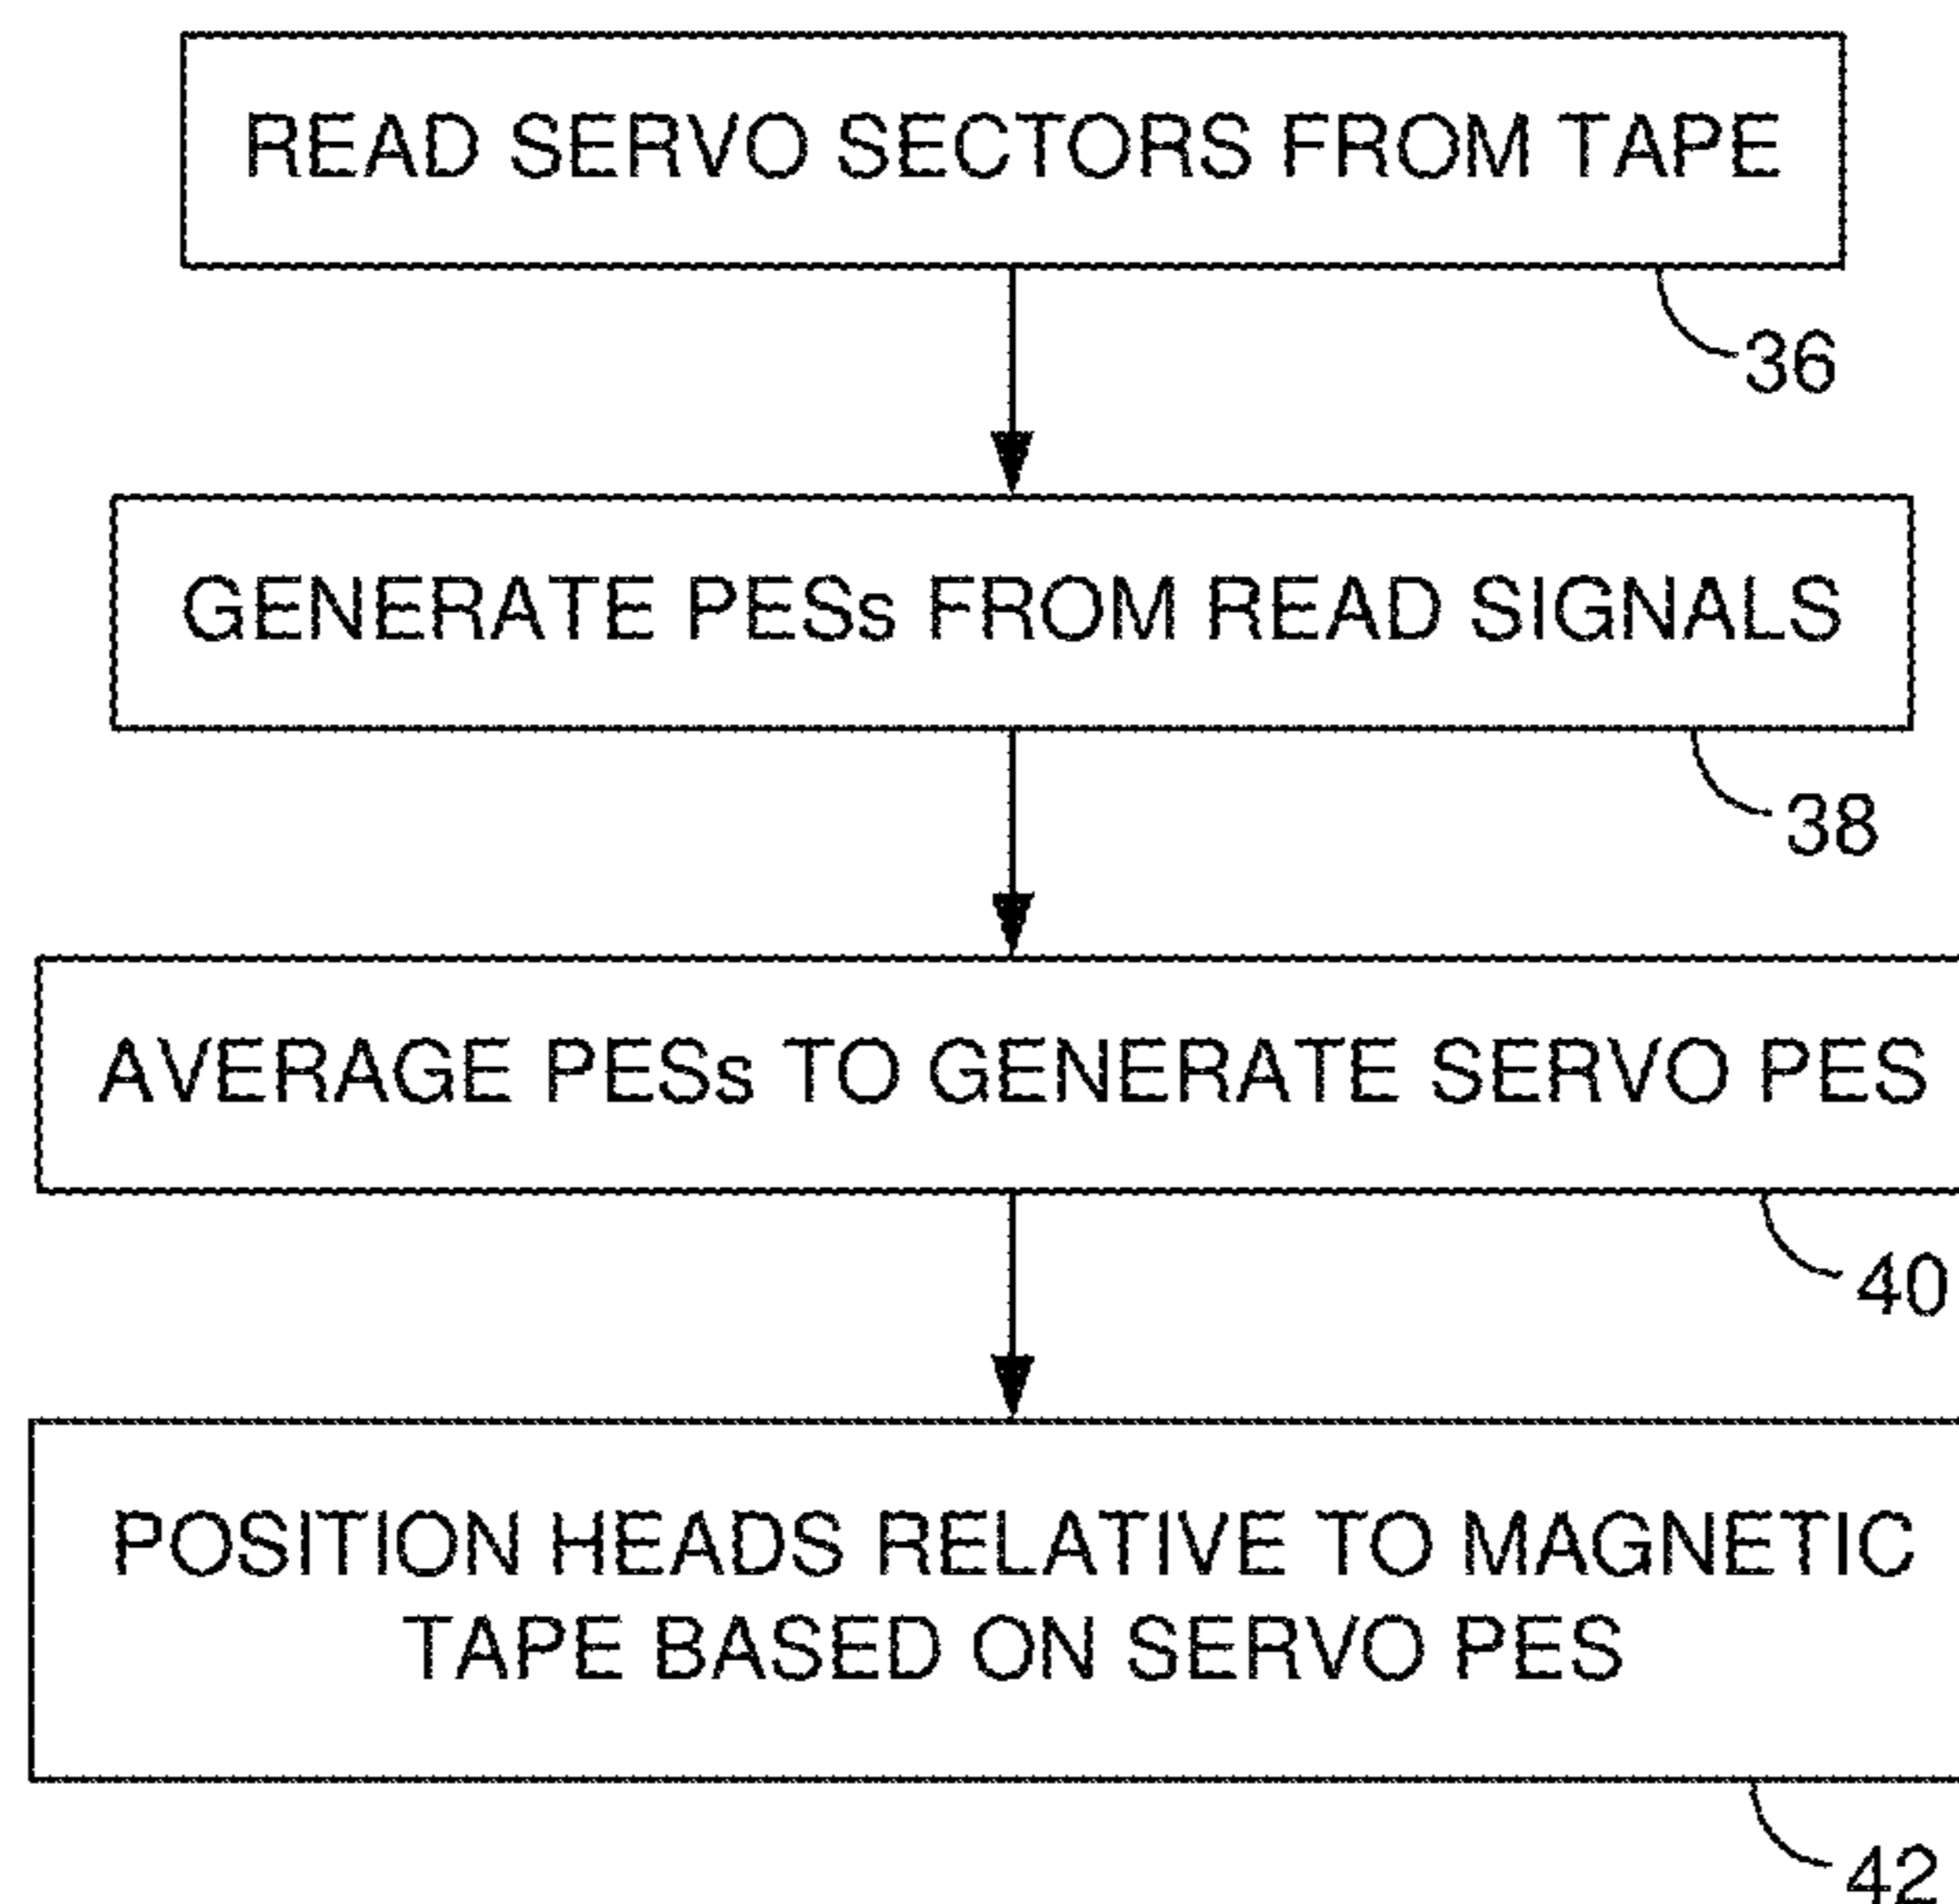 READ SERVO SECTORS FROM TAPE
36
GENERATE PESs FROM READ SIGNALS
38
AVERAGE PESs TO GENERATE SERVO PES
40
POSITION HEADS RELATIVE TO MAGNETIC
TAPE BASED ON SERVO PES
42